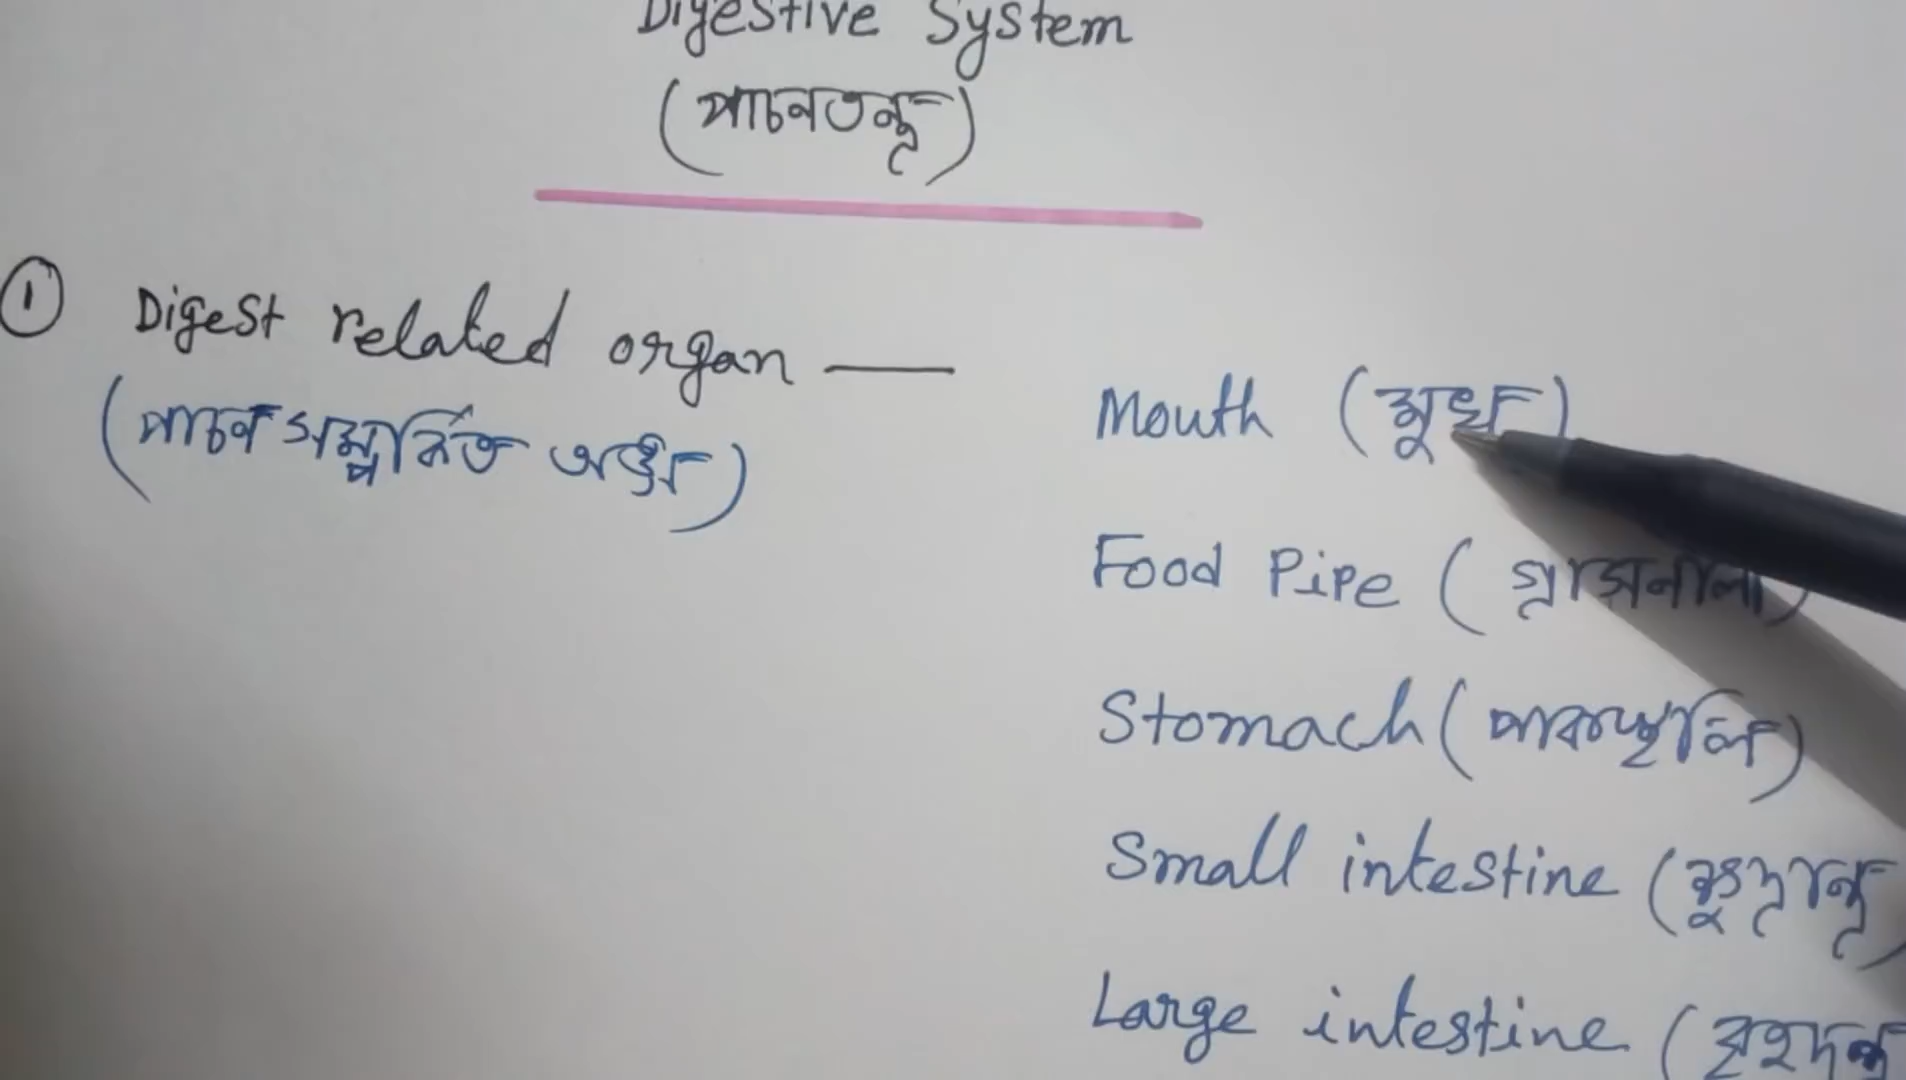 Digestive System
(পাচনতন্ত্র)
① Digest related organ —
(পাচন সম্পর্কিত অঙ্গ)
Mouth (মুখ)
Food Pipe (গ্রাসনালী)
Stomach (পাকস্থলি)
Small intestine (ক্ষুদ্রান্ত্র)
Large intestine (